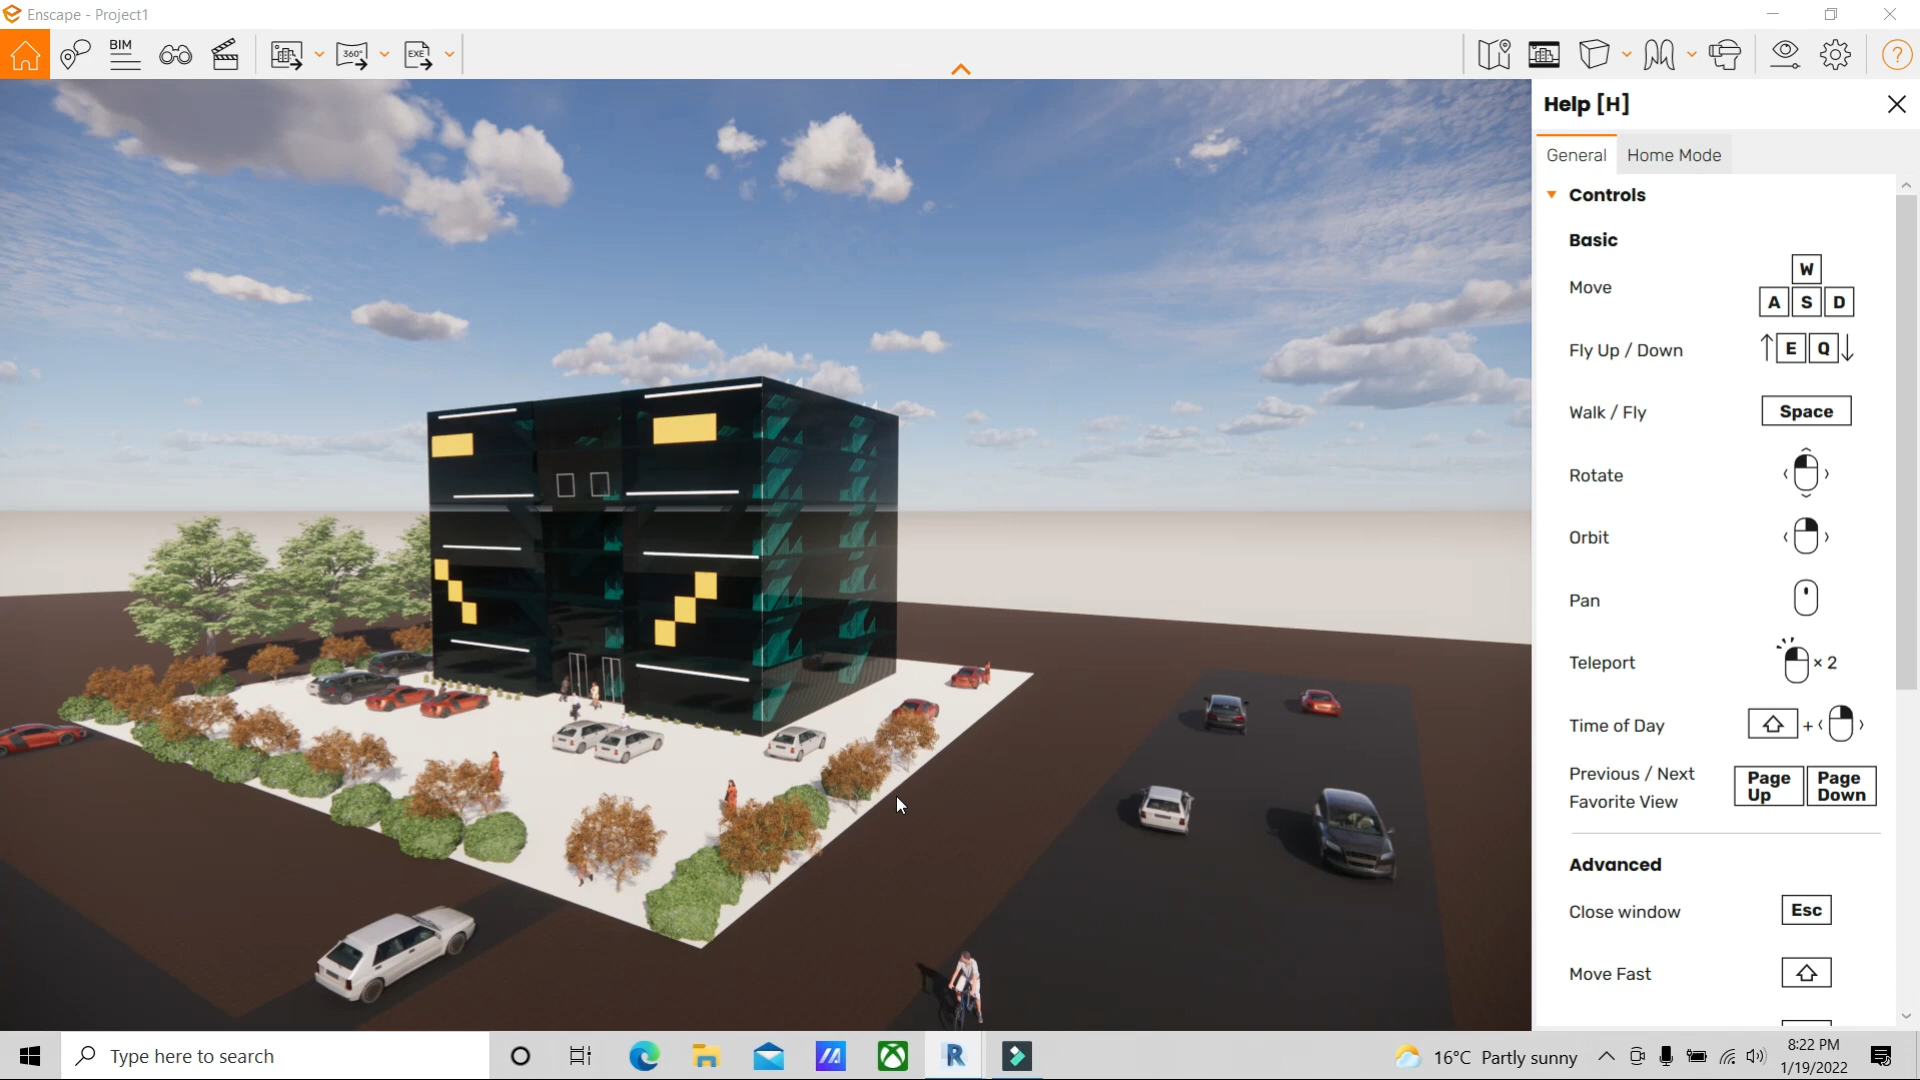 Enscape - Project1
BIM
360°
EXE
?
Help [H]
General
Home Mode
Controls
Basic
Move
W
A S D
Fly Up / Down
E Q
Walk / Fly
Space
Rotate
Orbit
Pan
Teleport
× 2
Time of Day
+
Previous / Next
Favorite View
Page
Up
Page
Down
Advanced
Close window
Esc
Move Fast
Type here to search
R
16°C Partly sunny
8:22 PM
1/19/2022